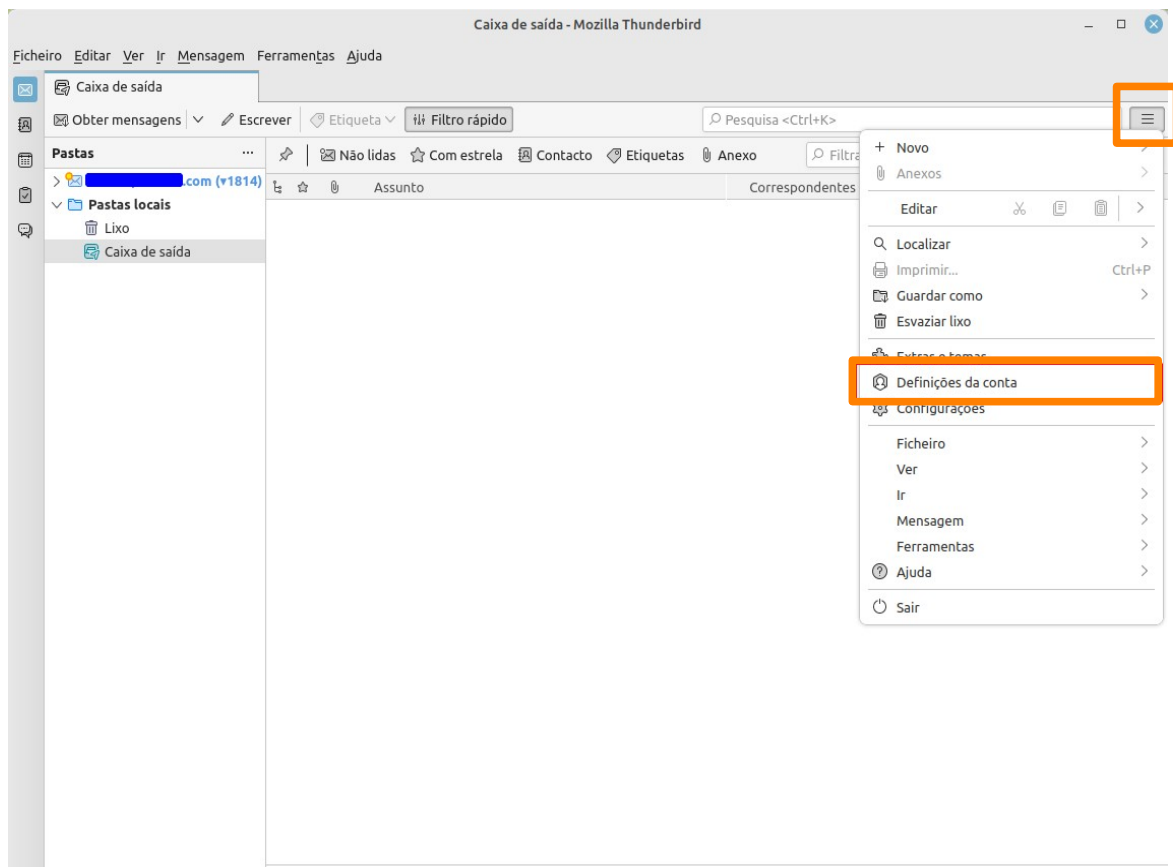 Caixa de saída - Mozilla Thunderbird
Ficheiro Editar Ver Ir Mensagem Ferramentas Ajuda
Caixa de saída
Obter mensagens Escrever Etiqueta Filtro rápido Pesquisa <Ctrl+K>
Pastas ... Não lidas Com estrela Contacto Etiquetas Anexo Filtra
.com (▾1814) Assunto Correspondentes
Pastas locais
Lixo
Caixa de saída
+ Novo
Anexos
Editar
Localizar
Imprimir... Ctrl+P
Guardar como
Esvaziar lixo
Extras e temas
Definições da conta
Configurações
Ficheiro
Ver
Ir
Mensagem
Ferramentas
Ajuda
Sair